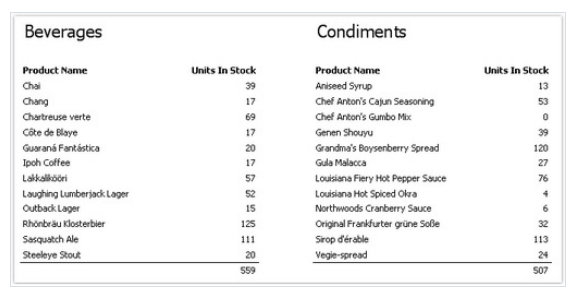 Beverages
Product Name Units In Stock
Chai 39
Chang 17
Chartreuse verte 69
Côte de Blaye 17
Guaraná Fantástica 20
Ipoh Coffee 17
Lakkalikööri 57
Laughing Lumberjack Lager 52
Outback Lager 15
Rhönbräu Klosterbier 125
Sasquatch Ale 111
Steeleye Stout 20
559
Condiments
Product Name Units In Stock
Aniseed Syrup 13
Chef Anton's Cajun Seasoning 53
Chef Anton's Gumbo Mix 0
Genen Shouyu 39
Grandma's Boysenberry Spread 120
Gula Malacca 27
Louisiana Fiery Hot Pepper Sauce 76
Louisiana Hot Spiced Okra 4
Northwoods Cranberry Sauce 6
Original Frankfurter grüne Soße 32
Sirop d'érable 113
Vegie-spread 24
507